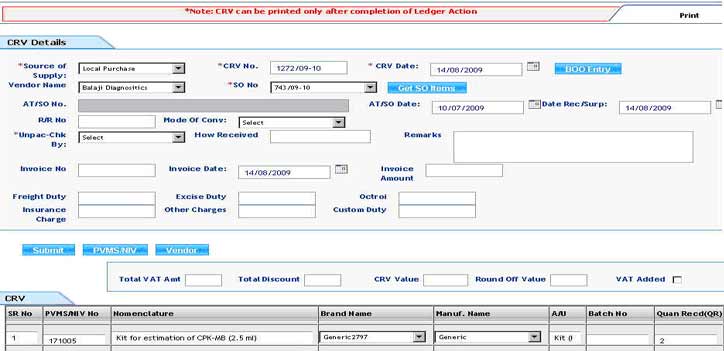 *Note: CRV can be printed only after completion of Ledger Action
Print
CRV Details
*Source of Supply: Local Purchase *CRV No. 1272/09-10 * CRV Date: 14/08/2009 BOO Entry
Vendor Name Balaji Diagnositics *SO No 743/09-10 Get SO Items
AT/SO No. AT/SO Date: 10/07/2009 Date Rec/Surp: 14/08/2009
R/R No Mode Of Conv: Select
*Unpac-Chk By: Select How Received Remarks
Invoice No Invoice Date: 14/08/2009 Invoice Amount
Freight Duty Excise Duty Octroi
Insurance Charge Other Charges Custom Duty
Submit PVMS/NIV Vendor
Total VAT Amt Total Discount CRV Value Round Off Value VAT Added
CRV
SR No PVMS/NIV No Nomenclature Brand Name Manuf. Name A/U Batch No Quan Recd(QR)
1 171005 Kit for estimation of CPK-MB (2.5 ml) Generic2797 Generic Kit (I 2